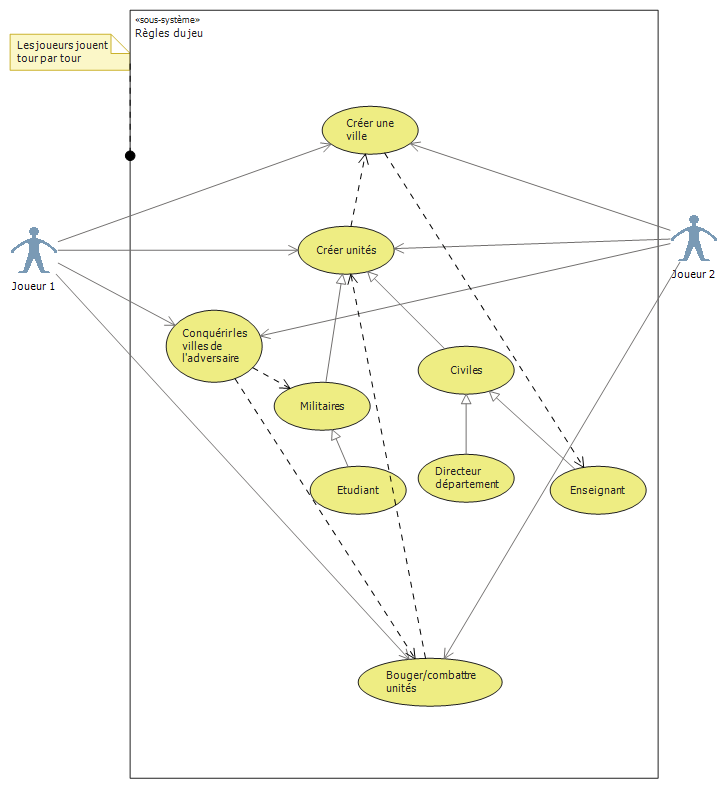 «sous-système»
Règles du jeu
Les joueurs jouent
tour par tour
Créer une
ville
Joueur 1
Créer unités
Joueur 2
Conquérir les
villes de
l'adversaire
Civiles
Militaires
Etudiant
Directeur
département
Enseignant
Bouger/combattre
unités